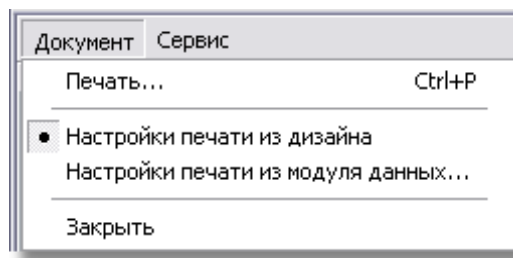 Документ Сервис
Печать... Ctrl+P
Настройки печати из дизайна
Настройки печати из модуля данных...
Закрыть